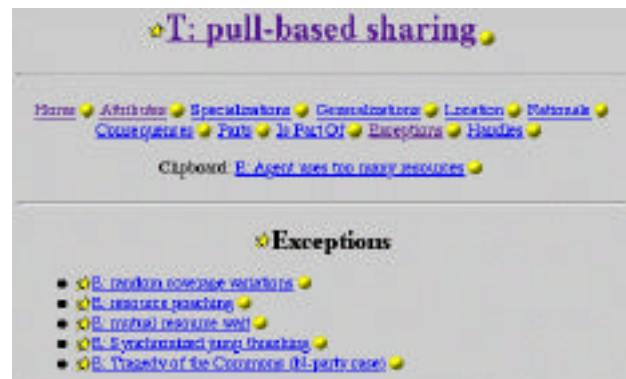 T: pull-based sharing
Home Attributes Specializations Generalizations Location Rationale
Consequences Parts Is Part Of Exceptions Handles
Clipboard: E: Agent uses too many resources
Exceptions
E: random coverage variations
E: resource poaching
E: mutual resource wait
E: Synchronized jump thrashing
E: Tragedy of the Commons (N-party case)